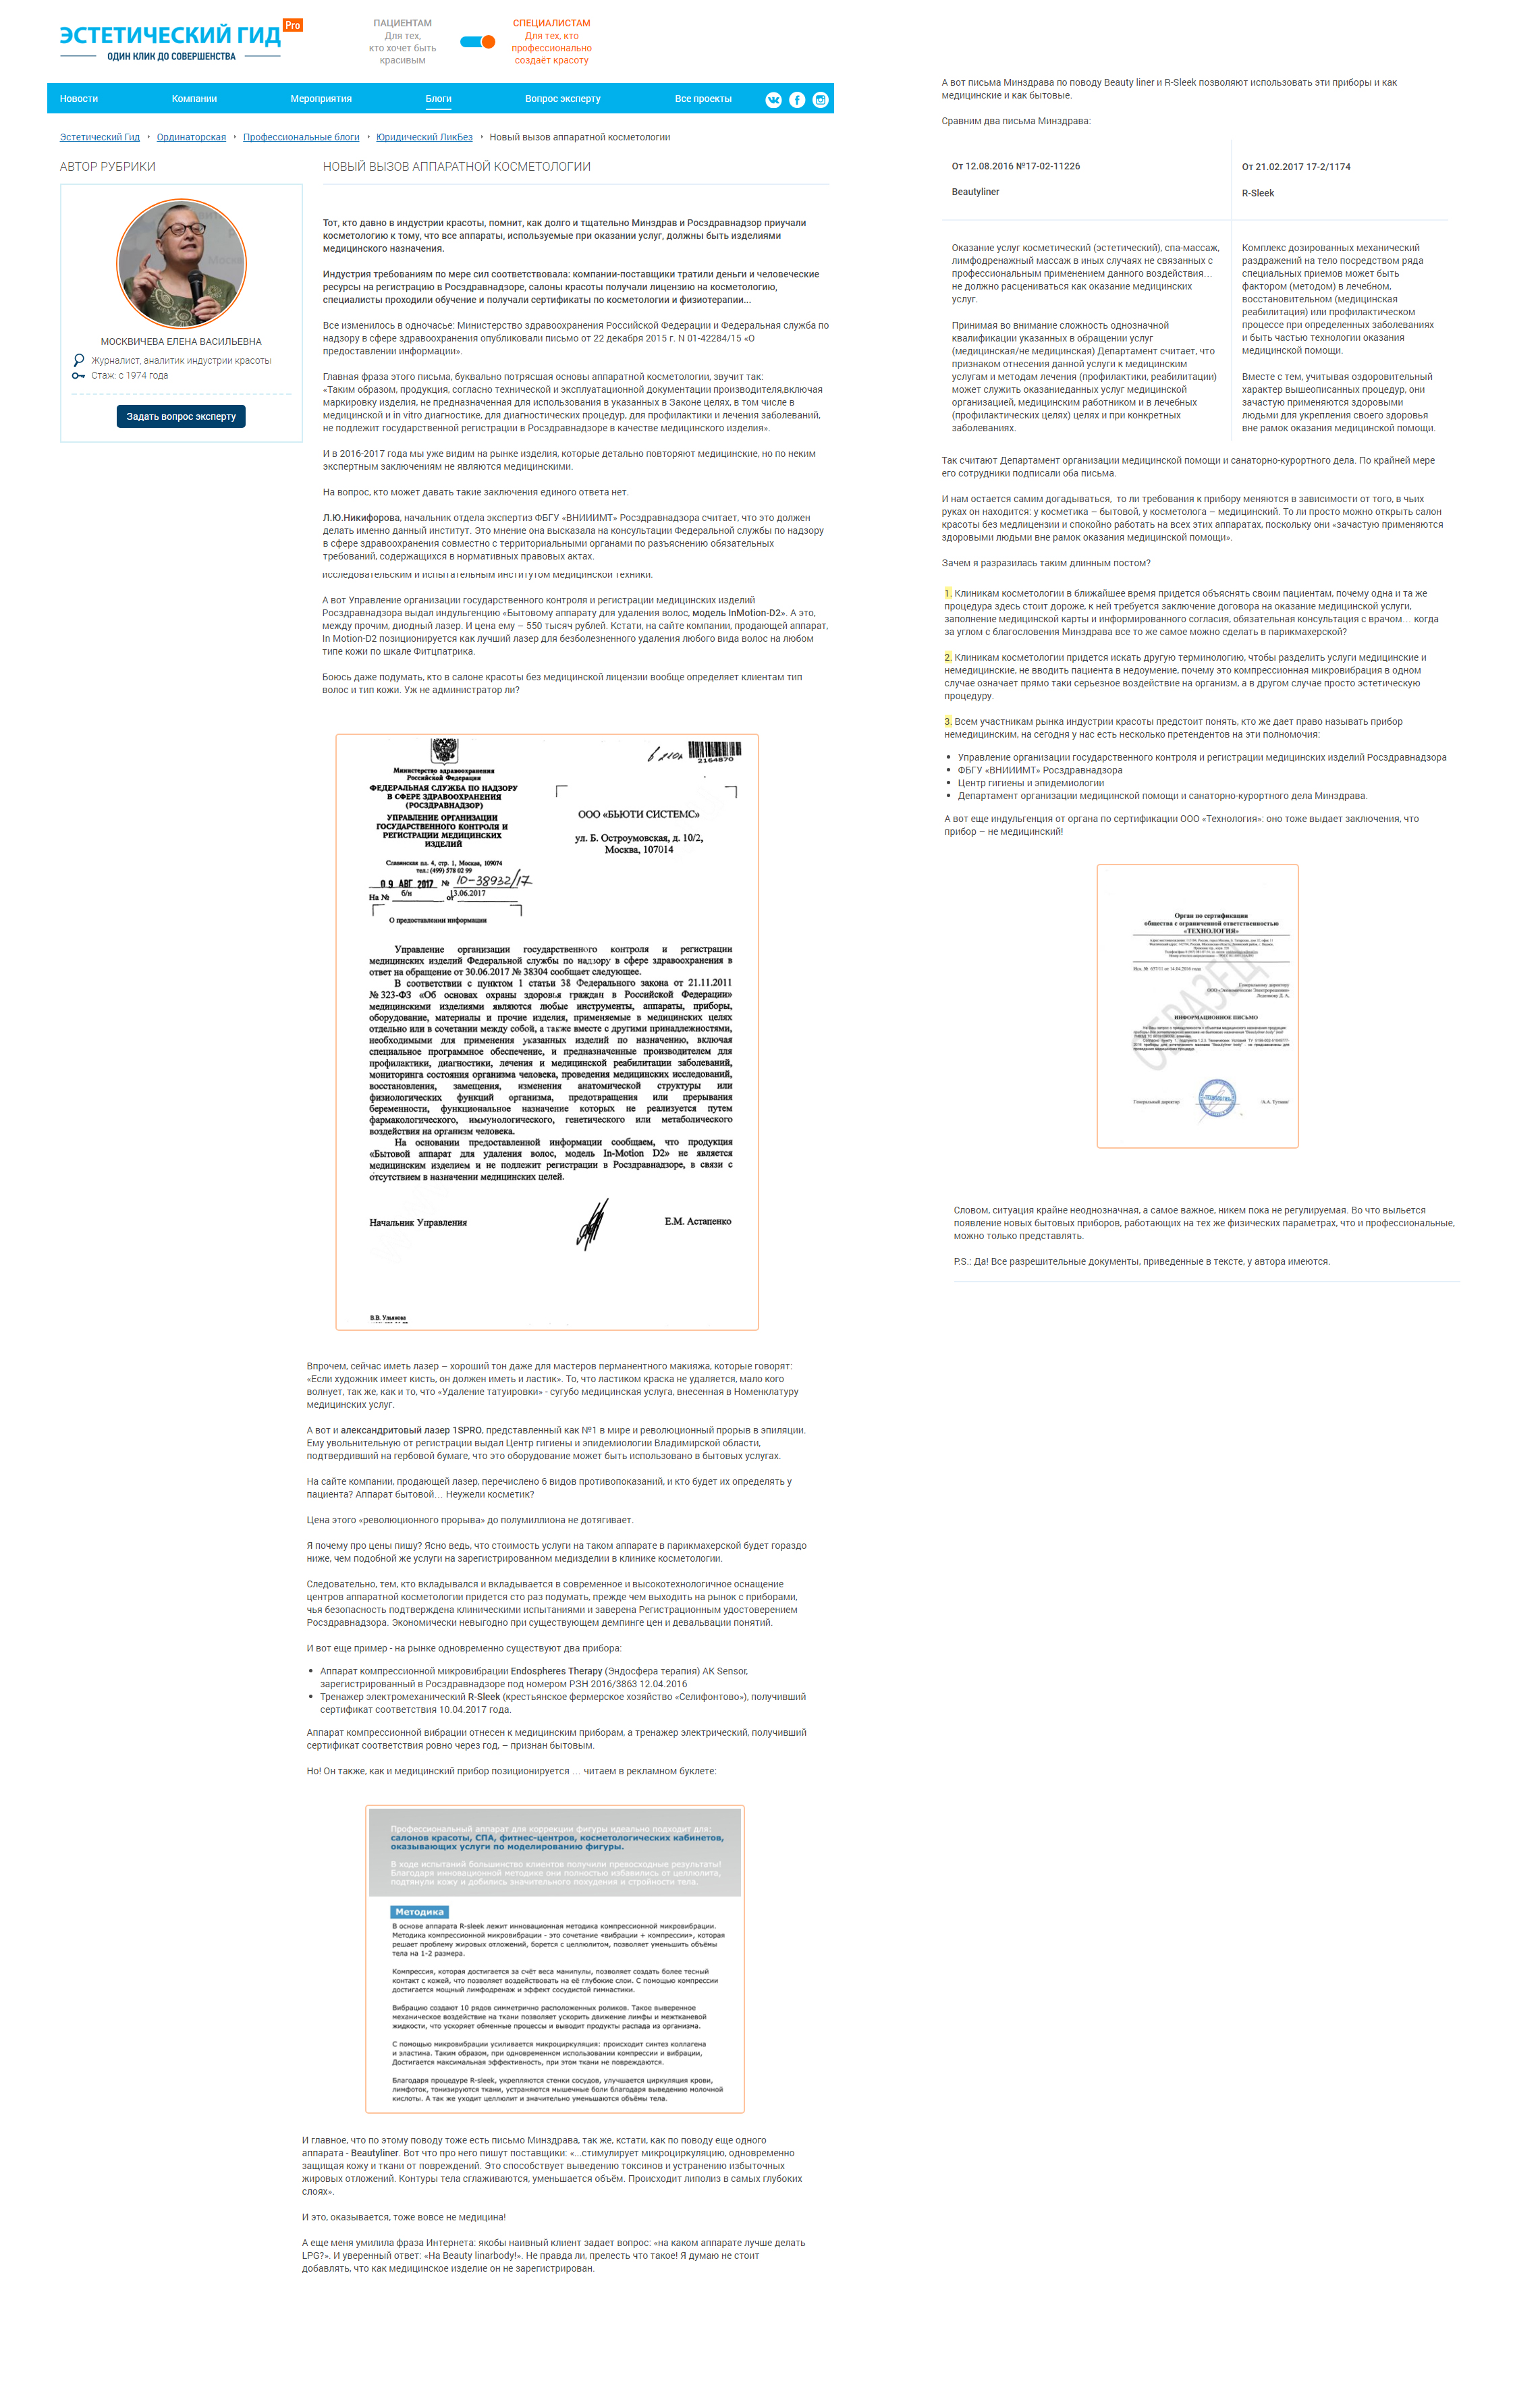 ЭСТЕТИЧЕСКИЙ ГИД Pro
ОДИН КЛИК ДО СОВЕРШЕНСТВА
ПАЦИЕНТАМ
Для тех,
кто хочет быть
красивым
СПЕЦИАЛИСТАМ
Для тех, кто
профессионально
создаёт красоту
Новости Компании Мероприятия Блоги Вопрос эксперту Все проекты
Эстетический Гид Ординаторская Профессиональные блоги Юридический ЛикБез Новый вызов аппаратной косметологии
АВТОР РУБРИКИ
МОСКВИЧЕВА ЕЛЕНА ВАСИЛЬЕВНА
Журналист, аналитик индустрии красоты
Стаж: с 1974 года
Задать вопрос эксперту
НОВЫЙ ВЫЗОВ АППАРАТНОЙ КОСМЕТОЛОГИИ
Тот, кто давно в индустрии красоты, помнит, как долго и тщательно Минздрав и Росздравнадзор приучали
косметологию к тому, что все аппараты, используемые при оказании услуг, должны быть изделиями
медицинского назначения.
Индустрия требованиям по мере сил соответствовала: компании-поставщики тратили деньги и человеческие
ресурсы на регистрацию в Росздравнадзоре, салоны красоты получали лицензию на косметологию,
специалисты проходили обучение и получали сертификаты по косметологии и физиотерапии...
Все изменилось в одночасье: Министерство здравоохранения Российской Федерации и Федеральная служба по
надзору в сфере здравоохранения опубликовали письмо от 22 декабря 2015 г. N 01-42284/15 «О
предоставлении информации».
Главная фраза этого письма, буквально потрясшая основы аппаратной косметологии, звучит так:
«Таким образом, продукция, согласно технической и эксплуатационной документации производителя,включая
маркировку изделия, не предназначенная для использования в указанных в Законе целях, в том числе в
медицинской и in vitro диагностике, для диагностических процедур, для профилактики и лечения заболеваний,
не подлежит государственной регистрации в Росздравнадзоре в качестве медицинского изделия».
И в 2016-2017 года мы уже видим на рынке изделия, которые детально повторяют медицинские, но по неким
экспертным заключениям не являются медицинскими.
На вопрос, кто может давать такие заключения единого ответа нет.
Л.Ю.Никифорова, начальник отдела экспертиз ФБГУ «ВНИИИМТ» Росздравнадзора считает, что это должен
делать именно данный институт. Это мнение она высказала на консультации Федеральной службы по надзору
в сфере здравоохранения совместно с территориальными органами по разъяснению обязательных
требований, содержащихся в нормативных правовых актах.
исследовательским и испытательным институтом медицинской техники.
А вот Управление организации государственного контроля и регистрации медицинских изделий
Росздравнадзора выдал индульгенцию «Бытовому аппарату для удаления волос, модель InMotion-D2». А это,
между прочим, диодный лазер. И цена ему – 550 тысяч рублей. Кстати, на сайте компании, продающей аппарат,
In Motion-D2 позиционируется как лучший лазер для безболезненного удаления любого вида волос на любом
типе кожи по шкале Фитцпатрика.
Боюсь даже подумать, кто в салоне красоты без медицинской лицензии вообще определяет клиентам тип
волос и тип кожи. Уж не администратор ли?
2164870
Министерство здравоохранения
Российской Федерации
ФЕДЕРАЛЬНАЯ СЛУЖБА ПО НАДЗОРУ
В СФЕРЕ ЗДРАВООХРАНЕНИЯ
(РОСЗДРАВНАДЗОР)
УПРАВЛЕНИЕ ОРГАНИЗАЦИИ
ГОСУДАРСТВЕННОГО КОНТРОЛЯ И
РЕГИСТРАЦИИ МЕДИЦИНСКИХ
ИЗДЕЛИЙ
Славянская пл. 4, стр. 1, Москва, 109074
тел.: (499) 578 02 99
09 АВГ 2017 № 10-38932/17
На № б/н от 13.06.2017
О предоставлении информации
ООО «БЬЮТИ СИСТЕМС»
ул. Б. Остроумовская, д. 10/2,
Москва, 107014
Управление организации государственного контроля и регистрации
медицинских изделий Федеральной службы по надзору в сфере здравоохранения в
ответ на обращение от 30.06.2017 № 38304 сообщает следующее.
В соответствии с пунктом 1 статьи 38 Федерального закона от 21.11.2011
№ 323-ФЗ «Об основах охраны здоровья граждан в Российской Федерации»
медицинскими изделиями являются любые инструменты, аппараты, приборы,
оборудование, материалы и прочие изделия, применяемые в медицинских целях
отдельно или в сочетании между собой, а также вместе с другими принадлежностями,
необходимыми для применения указанных изделий по назначению, включая
специальное программное обеспечение, и предназначенные производителем для
профилактики, диагностики, лечения и медицинской реабилитации заболеваний,
мониторинга состояния организма человека, проведения медицинских исследований,
восстановления, замещения, изменения анатомической структуры или
физиологических функций организма, предотвращения или прерывания
беременности, функциональное назначение которых не реализуется путем
фармакологического, иммунологического, генетического или метаболического
воздействия на организм человека.
На основании предоставленной информации сообщаем, что продукция
«Бытовой аппарат для удаления волос, модель In-Motion D2» не является
медицинским изделием и не подлежит регистрации в Росздравнадзоре, в связи с
отсутствием в назначении медицинских целей.
Начальник Управления Е.М. Астапенко
В.В. Ульянова
Впрочем, сейчас иметь лазер – хороший тон даже для мастеров перманентного макияжа, которые говорят:
«Если художник имеет кисть, он должен иметь и ластик». То, что ластиком краска не удаляется, мало кого
волнует, так же, как и то, что «Удаление татуировки» - сугубо медицинская услуга, внесенная в Номенклатуру
медицинских услуг.
А вот и александритовый лазер 1SPRO, представленный как №1 в мире и революционный прорыв в эпиляции.
Ему увольнительную от регистрации выдал Центр гигиены и эпидемиологии Владимирской области,
подтвердивший на гербовой бумаге, что это оборудование может быть использовано в бытовых услугах.
На сайте компании, продающей лазер, перечислено 6 видов противопоказаний, и кто будет их определять у
пациента? Аппарат бытовой… Неужели косметик?
Цена этого «революционного прорыва» до полумиллиона не дотягивает.
Я почему про цены пишу? Ясно ведь, что стоимость услуги на таком аппарате в парикмахерской будет гораздо
ниже, чем подобной же услуги на зарегистрированном медизделии в клинике косметологии.
Следовательно, тем, кто вкладывался и вкладывается в современное и высокотехнологичное оснащение
центров аппаратной косметологии придется сто раз подумать, прежде чем выходить на рынок с приборами,
чья безопасность подтверждена клиническими испытаниями и заверена Регистрационным удостоверением
Росздравнадзора. Экономически невыгодно при существующем демпинге цен и девальвации понятий.
И вот еще пример - на рынке одновременно существуют два прибора:
• Аппарат компрессионной микровибрации Endospheres Therapy (Эндосфера терапия) AK Sensor,
зарегистрированный в Росздравнадзоре под номером РЗН 2016/3863 12.04.2016
• Тренажер электромеханический R-Sleek (крестьянское фермерское хозяйство «Селифонтово»), получивший
сертификат соответствия 10.04.2017 года.
Аппарат компрессионной вибрации отнесен к медицинским приборам, а тренажер электрический, получивший
сертификат соответствия ровно через год, – признан бытовым.
Но! Он также, как и медицинский прибор позиционируется … читаем в рекламном буклете:
Профессиональный аппарат для коррекции фигуры идеально подходит для:
салонов красоты, СПА, фитнес-центров, косметологических кабинетов,
оказывающих услуги по моделированию фигуры.
В ходе испытаний большинство клиентов получили превосходные результаты!
Благодаря инновационной методике они полностью избавились от целлюлита,
подтянули кожу и добились значительного похудения и стройности тела.
Методика
В основе аппарата R-sleek лежит инновационная методика компрессионной микровибрации.
Методика компрессионной микровибрации - это сочетание «вибрации + компрессии», которая
решает проблему жировых отложений, борется с целлюлитом, позволяет уменьшить объёмы
тела на 1-2 размера.
Компрессия, которая достигается за счёт веса манипулы, позволяет создать более тесный
контакт с кожей, что позволяет воздействовать на её глубокие слои. С помощью компрессии
достигается мощный лимфодренаж и эффект сосудистой гимнастики.
Вибрацию создают 10 рядов симметрично расположенных роликов. Такое выверенное
механическое воздействие на ткани позволяет ускорить движение лимфы и межтканевой
жидкости, что ускоряет обменные процессы и выводит продукты распада из организма.
С помощью микровибрации усиливается микроциркуляция: происходит синтез коллагена
и эластина. Таким образом, при одновременном использовании компрессии и вибрации,
Достигается максимальная эффективность, при этом ткани не повреждаются.
Благодаря процедуре R-sleek, укрепляются стенки сосудов, улучшается циркуляция крови,
лимфоток, тонизируются ткани, устраняются мышечные боли благодаря выведению молочной
кислоты. А так же уходит целлюлит и значительно уменьшаются объёмы тела.
И главное, что по этому поводу тоже есть письмо Минздрава, так же, кстати, как по поводу еще одного
аппарата - Beautyliner. Вот что про него пишут поставщики: «...стимулирует микроциркуляцию, одновременно
защищая кожу и ткани от повреждений. Это способствует выведению токсинов и устранению избыточных
жировых отложений. Контуры тела сглаживаются, уменьшается объём. Происходит липолиз в самых глубоких
слоях».
И это, оказывается, тоже вовсе не медицина!
А еще меня умилила фраза Интернета: якобы наивный клиент задает вопрос: «на каком аппарате лучше делать
LPG?». И уверенный ответ: «На Beauty linarbody!». Не правда ли, прелесть что такое! Я думаю не стоит
добавлять, что как медицинское изделие он не зарегистрирован.
А вот письма Минздрава по поводу Beauty liner и R-Sleek позволяют использовать эти приборы и как
медицинские и как бытовые.
Сравним два письма Минздрава:
От 12.08.2016 №17-02-11226
Beautyliner
От 21.02.2017 17-2/1174
R-Sleek
Оказание услуг косметический (эстетический), спа-массаж,
лимфодренажный массаж в иных случаях не связанных с
профессиональным применением данного воздействия…
не должно расцениваться как оказание медицинских
услуг.
Принимая во внимание сложность однозначной
квалификации указанных в обращении услуг
(медицинская/не медицинская) Департамент считает, что
признаком отнесения данной услуги к медицинским
услугам и методам лечения (профилактики, реабилитации)
может служить оказаниеданных услуг медицинской
организацией, медицинским работником и в лечебных
(профилактических целях) целях и при конкретных
заболеваниях.
Комплекс дозированных механический
раздражений на тело посредством ряда
специальных приемов может быть
фактором (методом) в лечебном,
восстановительном (медицинская
реабилитация) или профилактическом
процессе при определенных заболеваниях
и быть частью технологии оказания
медицинской помощи.
Вместе с тем, учитывая оздоровительный
характер вышеописанных процедур, они
зачастую применяются здоровыми
людьми для укрепления своего здоровья
вне рамок оказания медицинской помощи.
Так считают Департамент организации медицинской помощи и санаторно-курортного дела. По крайней мере
его сотрудники подписали оба письма.
И нам остается самим догадываться, то ли требования к прибору меняются в зависимости от того, в чьих
руках он находится: у косметика – бытовой, у косметолога – медицинский. То ли просто можно открыть салон
красоты без медлицензии и спокойно работать на всех этих аппаратах, поскольку они «зачастую применяются
здоровыми людьми вне рамок оказания медицинской помощи».
Зачем я разразилась таким длинным постом?
1. Клиникам косметологии в ближайшее время придется объяснять своим пациентам, почему одна и та же
процедура здесь стоит дороже, к ней требуется заключение договора на оказание медицинской услуги,
заполнение медицинской карты и информированного согласия, обязательная консультация с врачом… когда
за углом с благословения Минздрава все то же самое можно сделать в парикмахерской?
2. Клиникам косметологии придется искать другую терминологию, чтобы разделить услуги медицинские и
немедицинские, не вводить пациента в недоумение, почему это компрессионная микровибрация в одном
случае означает прямо таки серьезное воздействие на организм, а в другом случае просто эстетическую
процедуру.
3. Всем участникам рынка индустрии красоты предстоит понять, кто же дает право называть прибор
немедицинским, на сегодня у нас есть несколько претендентов на эти полномочия:
• Управление организации государственного контроля и регистрации медицинских изделий Росздравнадзора
• ФБГУ «ВНИИИМТ» Росздравнадзора
• Центр гигиены и эпидемиологии
• Департамент организации медицинской помощи и санаторно-курортного дела Минздрава.
А вот еще индульгенция от органа по сертификации ООО «Технология»: оно тоже выдает заключения, что
прибор – не медицинский!
Орган по сертификации
общества с ограниченной ответственностью
«ТЕХНОЛОГИЯ»
Генеральному директору
ИНФОРМАЦИОННОЕ ПИСЬМО
ОБРАЗЕЦ
Генеральный директор
Словом, ситуация крайне неоднозначная, а самое важное, никем пока не регулируемая. Во что выльется
появление новых бытовых приборов, работающих на тех же физических параметрах, что и профессиональные,
можно только представлять.
P.S.: Да! Все разрешительные документы, приведенные в тексте, у автора имеются.